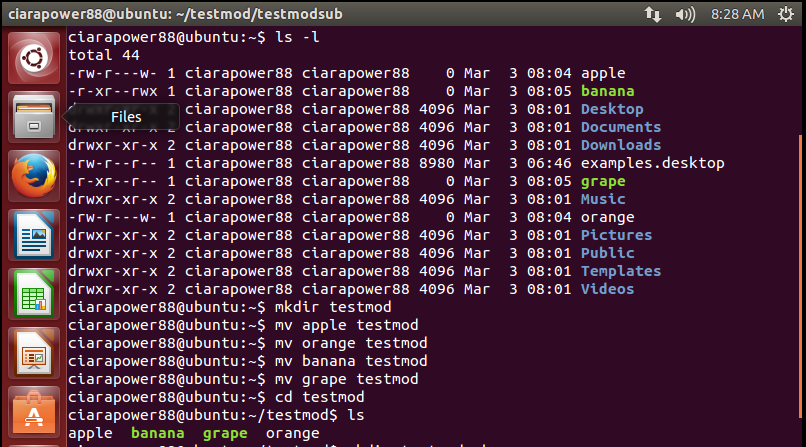 ciarapower88@ubuntu: ~/testmod/testmodsub
8:28 AM
ciarapower88@ubuntu:~$ ls -l
total 44
-rw-r---w- 1 ciarapower88 ciarapower88    0 Mar  3 08:04 apple
-r-xr--rwx 1 ciarapower88 ciarapower88    0 Mar  3 08:05 banana
Files
ciarapower88 4096 Mar  3 08:01 Desktop
ciarapower88 4096 Mar  3 08:01 Documents
drwxr-xr-x 2 ciarapower88 ciarapower88 4096 Mar  3 08:01 Downloads
-rw-r--r-- 1 ciarapower88 ciarapower88 8980 Mar  3 06:46 examples.desktop
-r-xr--r-- 1 ciarapower88 ciarapower88    0 Mar  3 08:05 grape
drwxr-xr-x 2 ciarapower88 ciarapower88 4096 Mar  3 08:01 Music
-rw-r---w- 1 ciarapower88 ciarapower88    0 Mar  3 08:04 orange
drwxr-xr-x 2 ciarapower88 ciarapower88 4096 Mar  3 08:01 Pictures
drwxr-xr-x 2 ciarapower88 ciarapower88 4096 Mar  3 08:01 Public
drwxr-xr-x 2 ciarapower88 ciarapower88 4096 Mar  3 08:01 Templates
drwxr-xr-x 2 ciarapower88 ciarapower88 4096 Mar  3 08:01 Videos
ciarapower88@ubuntu:~$ mkdir testmod
ciarapower88@ubuntu:~$ mv apple testmod
ciarapower88@ubuntu:~$ mv orange testmod
ciarapower88@ubuntu:~$ mv banana testmod
ciarapower88@ubuntu:~$ mv grape testmod
ciarapower88@ubuntu:~$ cd testmod
ciarapower88@ubuntu:~/testmod$ ls
apple  banana  grape  orange